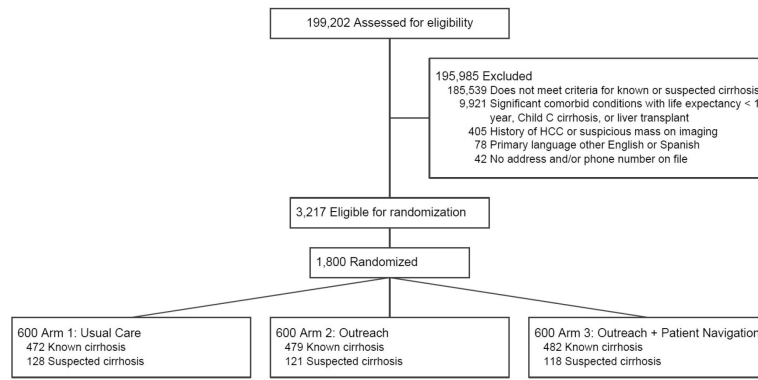 199,202 Assessed for eligibility
195,985 Excluded
185,539 Does not meet criteria for known or suspected cirrhosis
9,921 Significant comorbid conditions with life expectancy < 1
year, Child C cirrhosis, or liver transplant
405 History of HCC or suspicious mass on imaging
78 Primary language other English or Spanish
42 No address and/or phone number on file
3,217 Eligible for randomization
1,800 Randomized
600 Arm 1: Usual Care
472 Known cirrhosis
128 Suspected cirrhosis
600 Arm 2: Outreach
479 Known cirrhosis
121 Suspected cirrhosis
600 Arm 3: Outreach + Patient Navigation
482 Known cirrhosis
118 Suspected cirrhosis